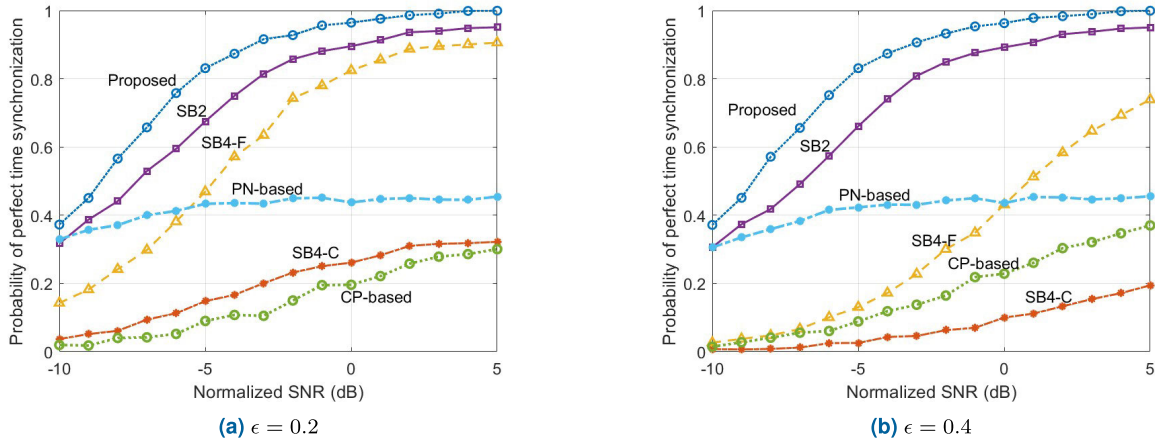 Probability of perfect time synchronization
1
0.8
0.6
0.4
0.2
0
Proposed
SB2
SB4-F
PN-based
SB4-C
CP-based
-10
-5
0
5
Normalized SNR (dB)
(a) ϵ = 0.2
Probability of perfect time synchronization
1
0.8
0.6
0.4
0.2
0
Proposed
SB2
PN-based
SB4-F
CP-based
SB4-C
-10
-5
0
5
Normalized SNR (dB)
(b) ϵ = 0.4